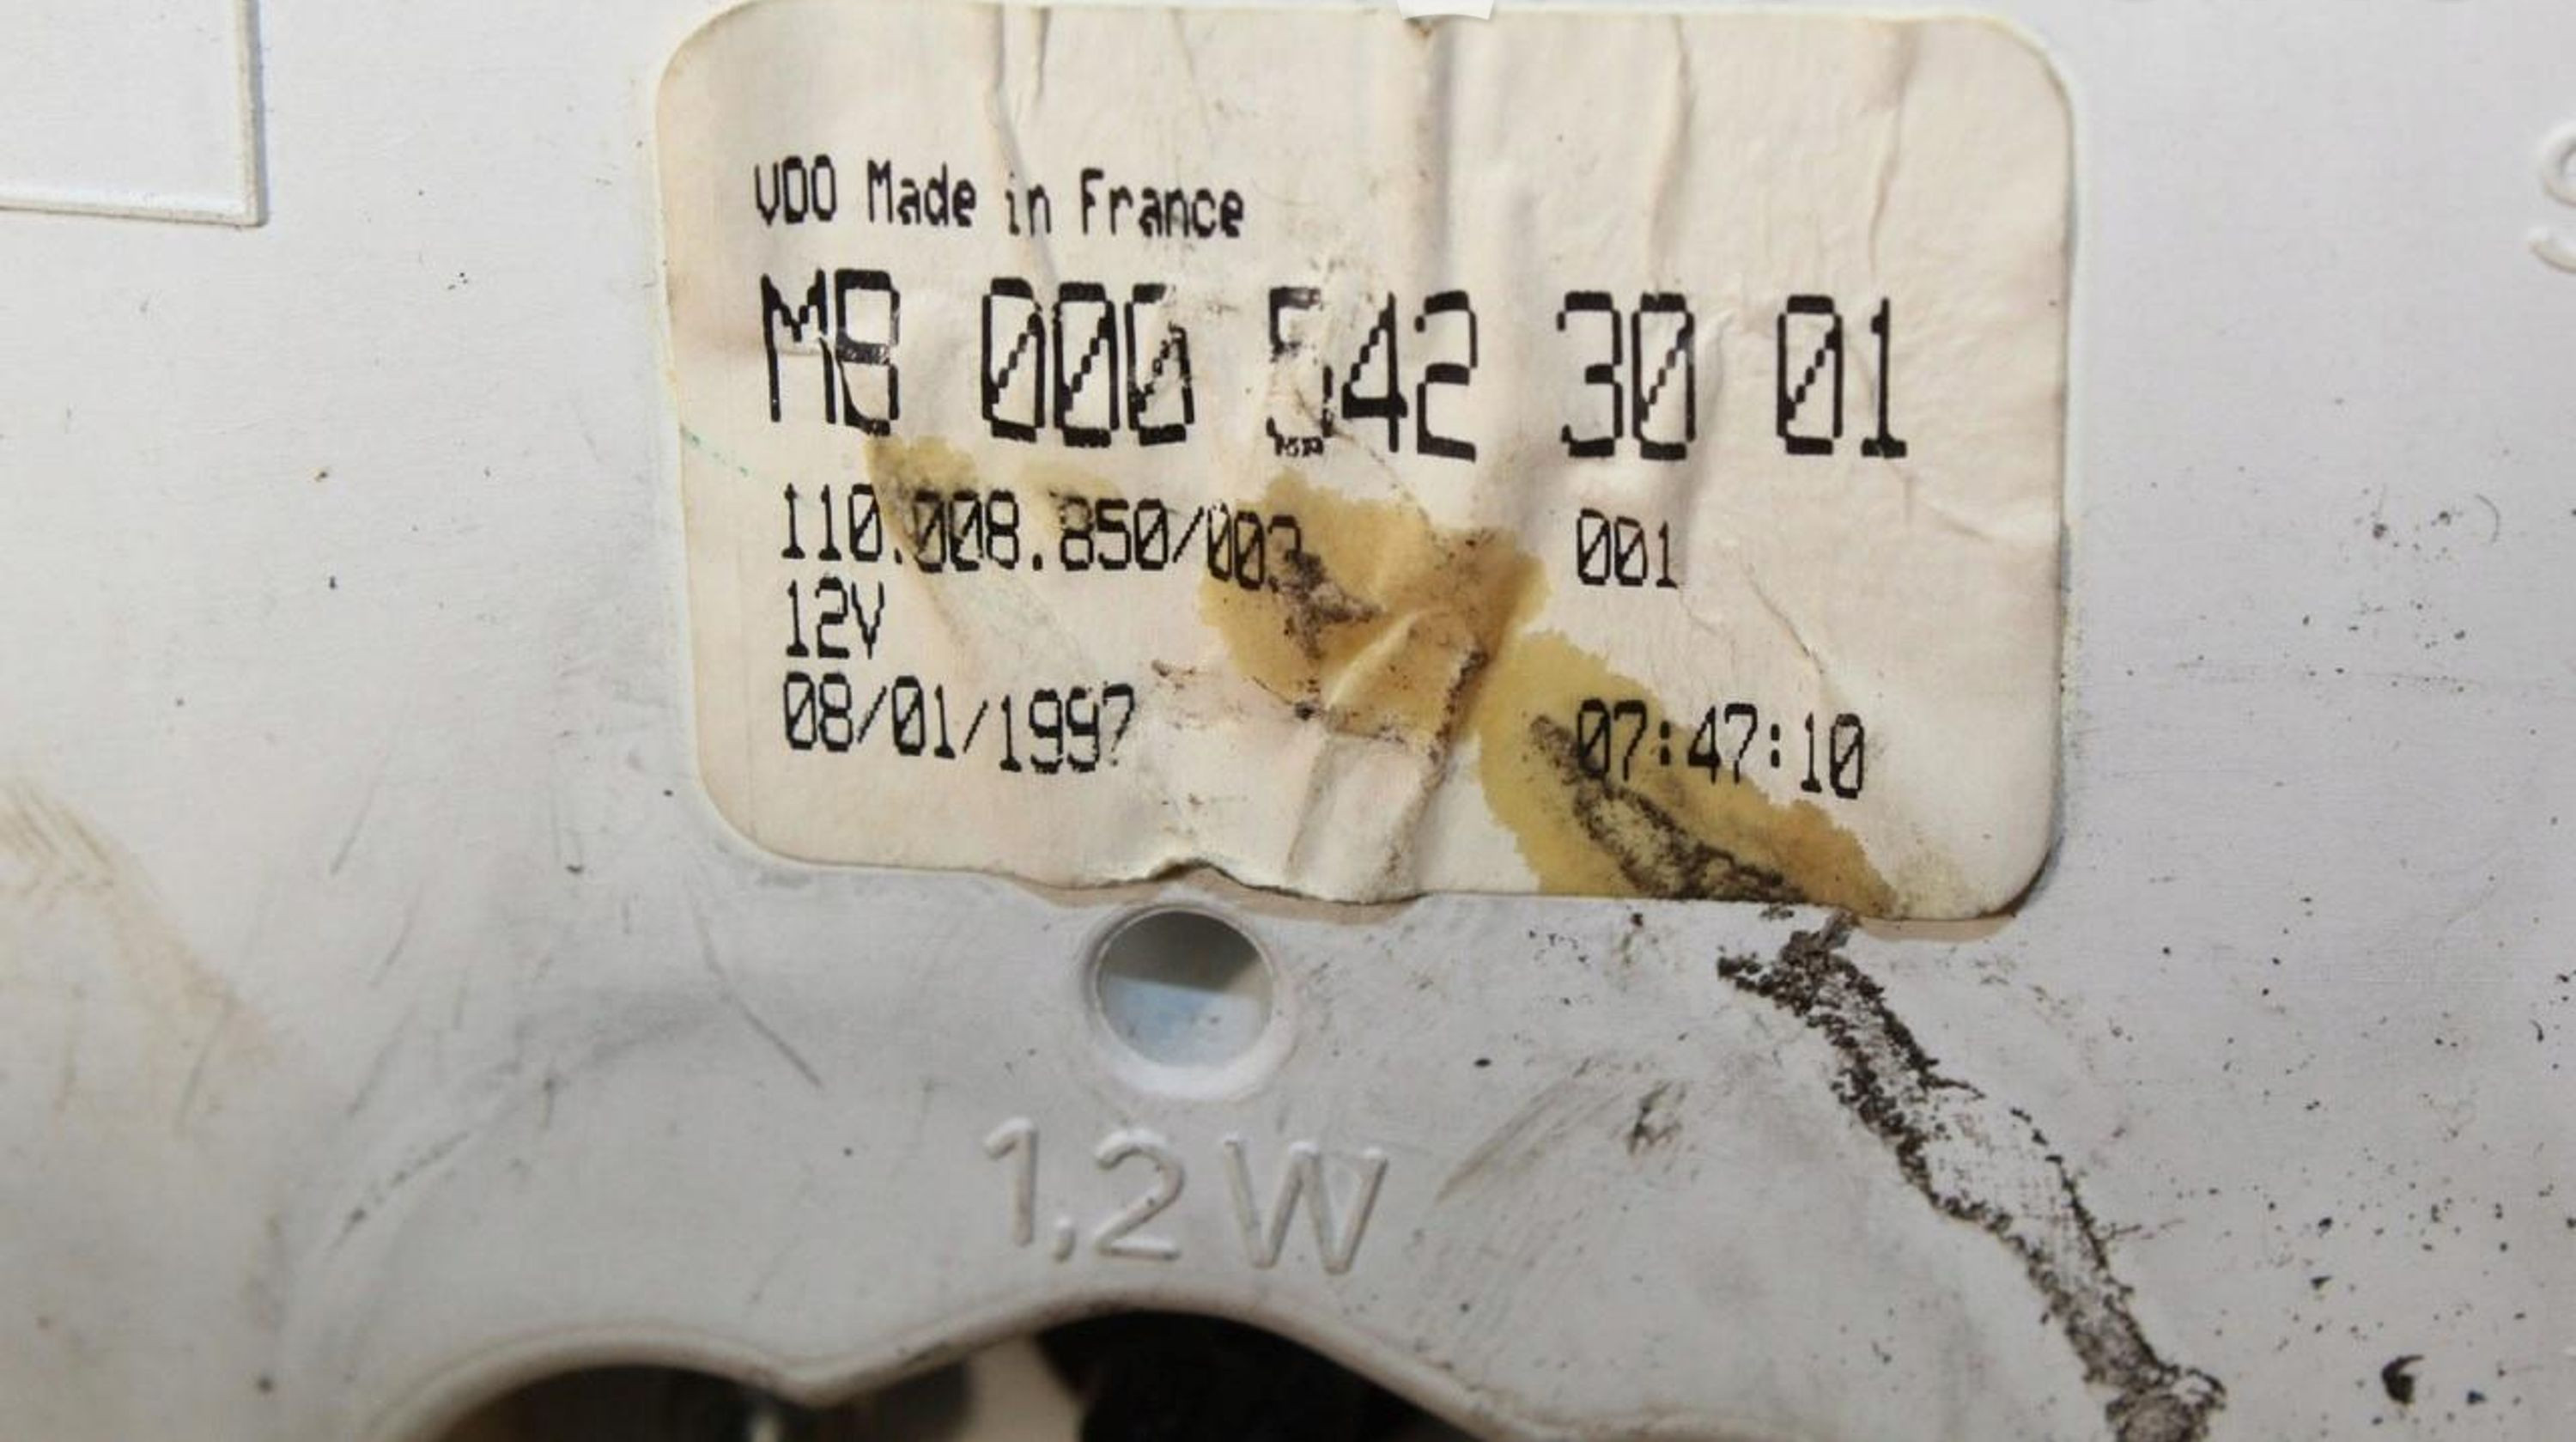 VDO Made in France
MB 000 542 30 01
110.008.850/002 001
12V
08/01/1997 07:47:10
1,2 W